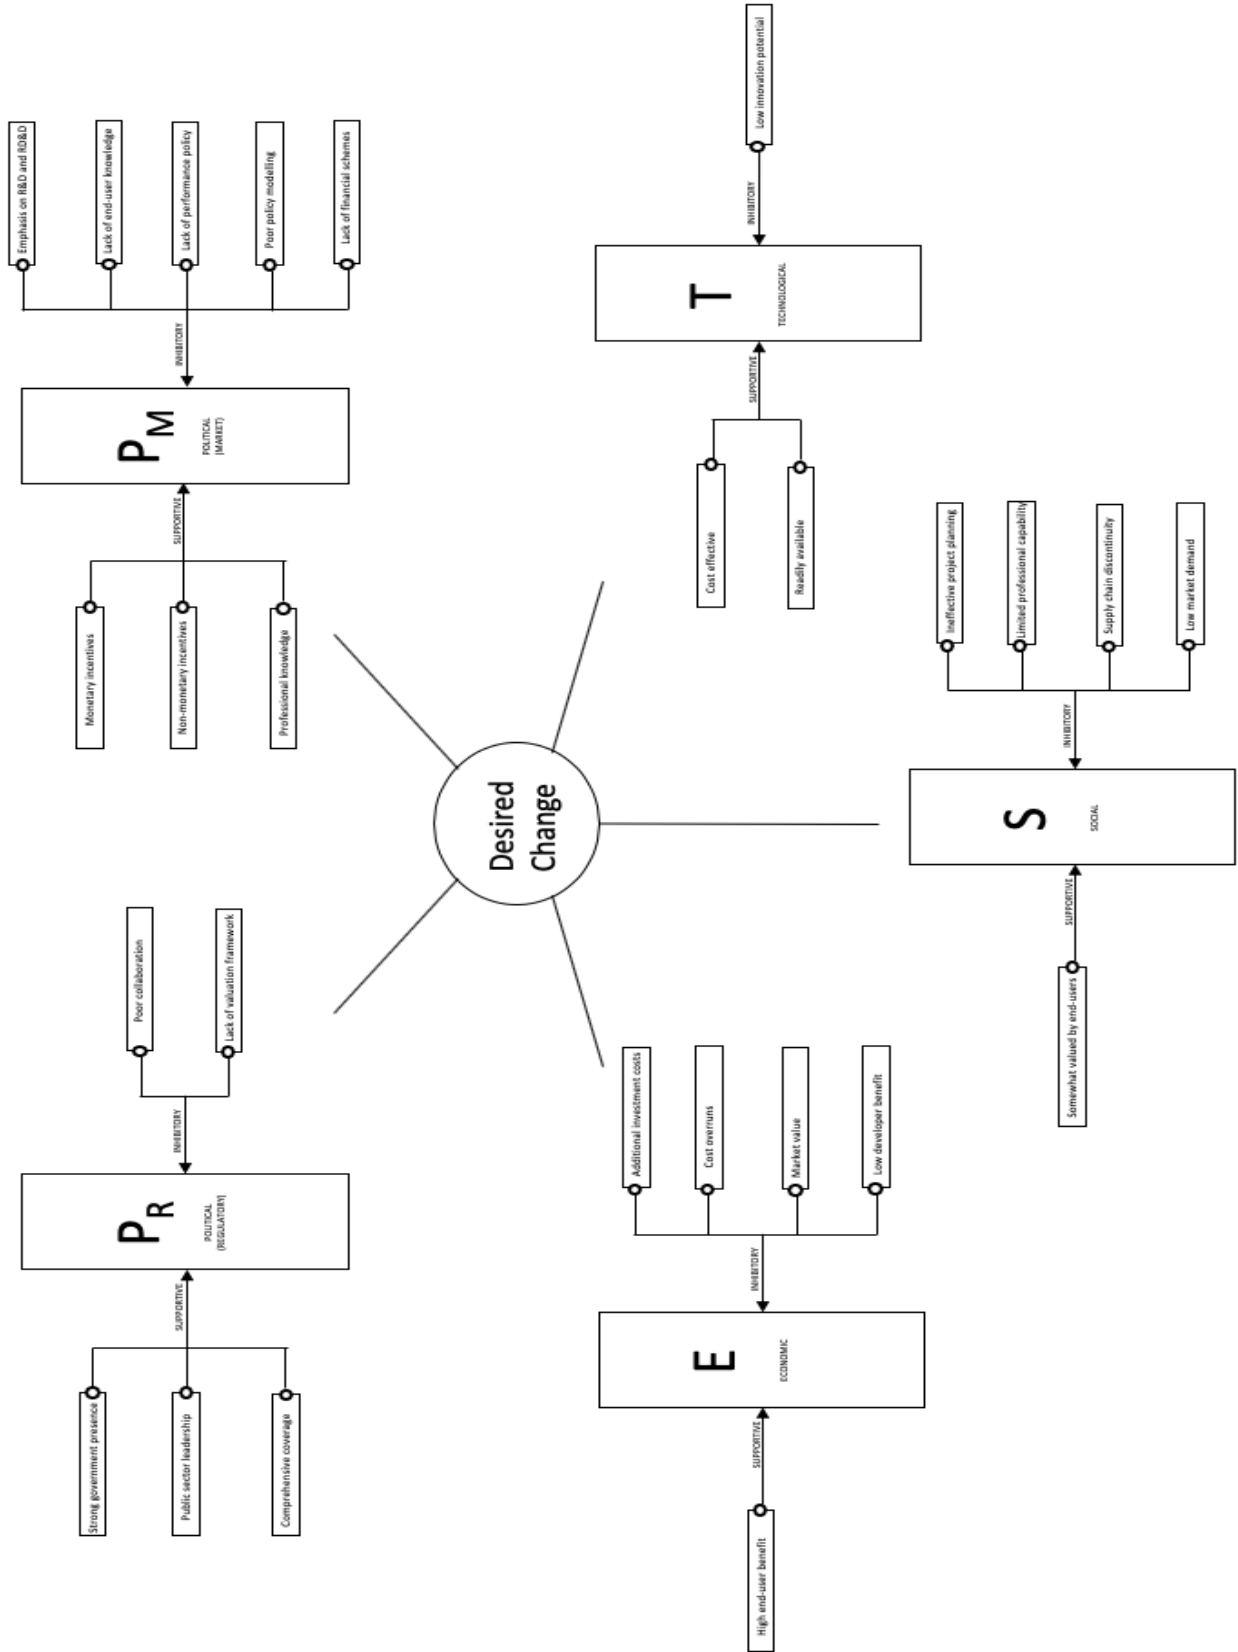 Strong government presence
Public sector leadership
Comprehensive coverage
SUPPORTIVE
P R
POLITICAL
(REGULATORY)
INHIBITORY
Poor collaboration
Lack of valuation framework
Monetary incentives
Non-monetary incentives
Professional knowledge
SUPPORTIVE
P M
POLITICAL
(MARKET)
INHIBITORY
Emphasis on R&D and RD&D
Lack of end-user knowledge
Lack of performance policy
Poor policy modelling
Lack of financial schemes
Desired
Change
High end-user benefit
SUPPORTIVE
E
ECONOMIC
INHIBITORY
Additional investment costs
Cost overruns
Market value
Low developer benefit
Cost effective
Readily available
SUPPORTIVE
T
TECHNOLOGICAL
INHIBITORY
Low innovation potential
Somewhat valued by end-users
SUPPORTIVE
S
SOCIAL
INHIBITORY
Ineffective project planning
Limited professional capability
Supply chain discontinuity
Low market demand